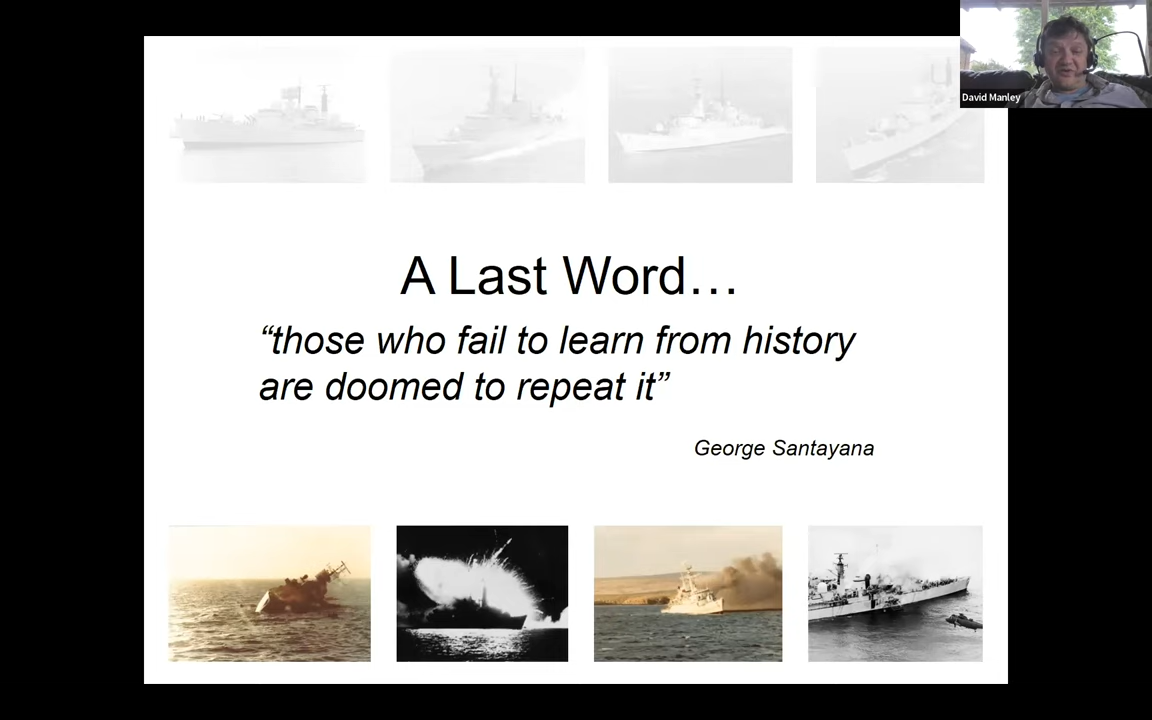 David Manley
A Last Word…
“those who fail to learn from history
are doomed to repeat it”
George Santayana